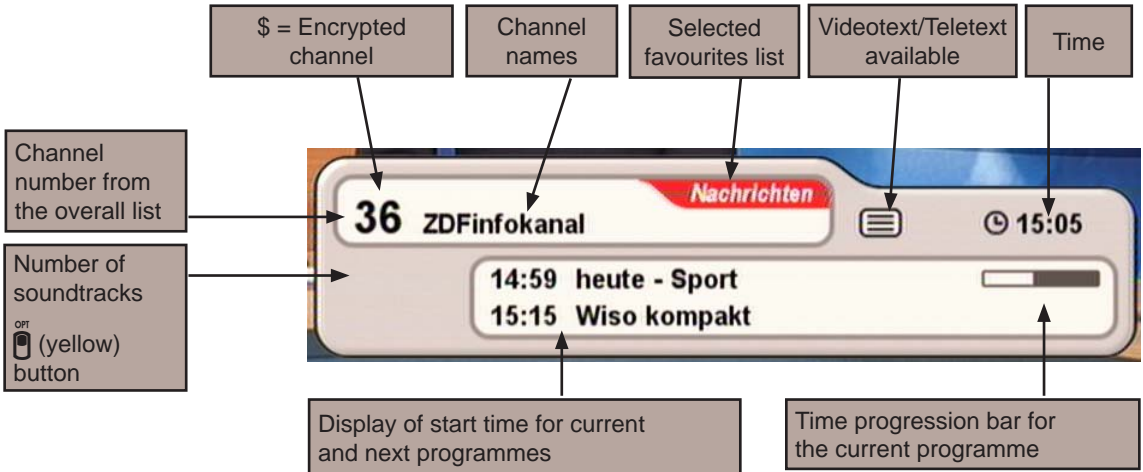 $ = Encrypted
channel
Channel
names
Selected
favourites list
Videotext/Teletext
available
Time
Channel
number from
the overall list
Nachrichten
36 ZDFinfokanal
15:05
Number of
soundtracks
OPT
(yellow)
button
14:59 heute - Sport
15:15 Wiso kompakt
Display of start time for current
and next programmes
Time progression bar for
the current programme